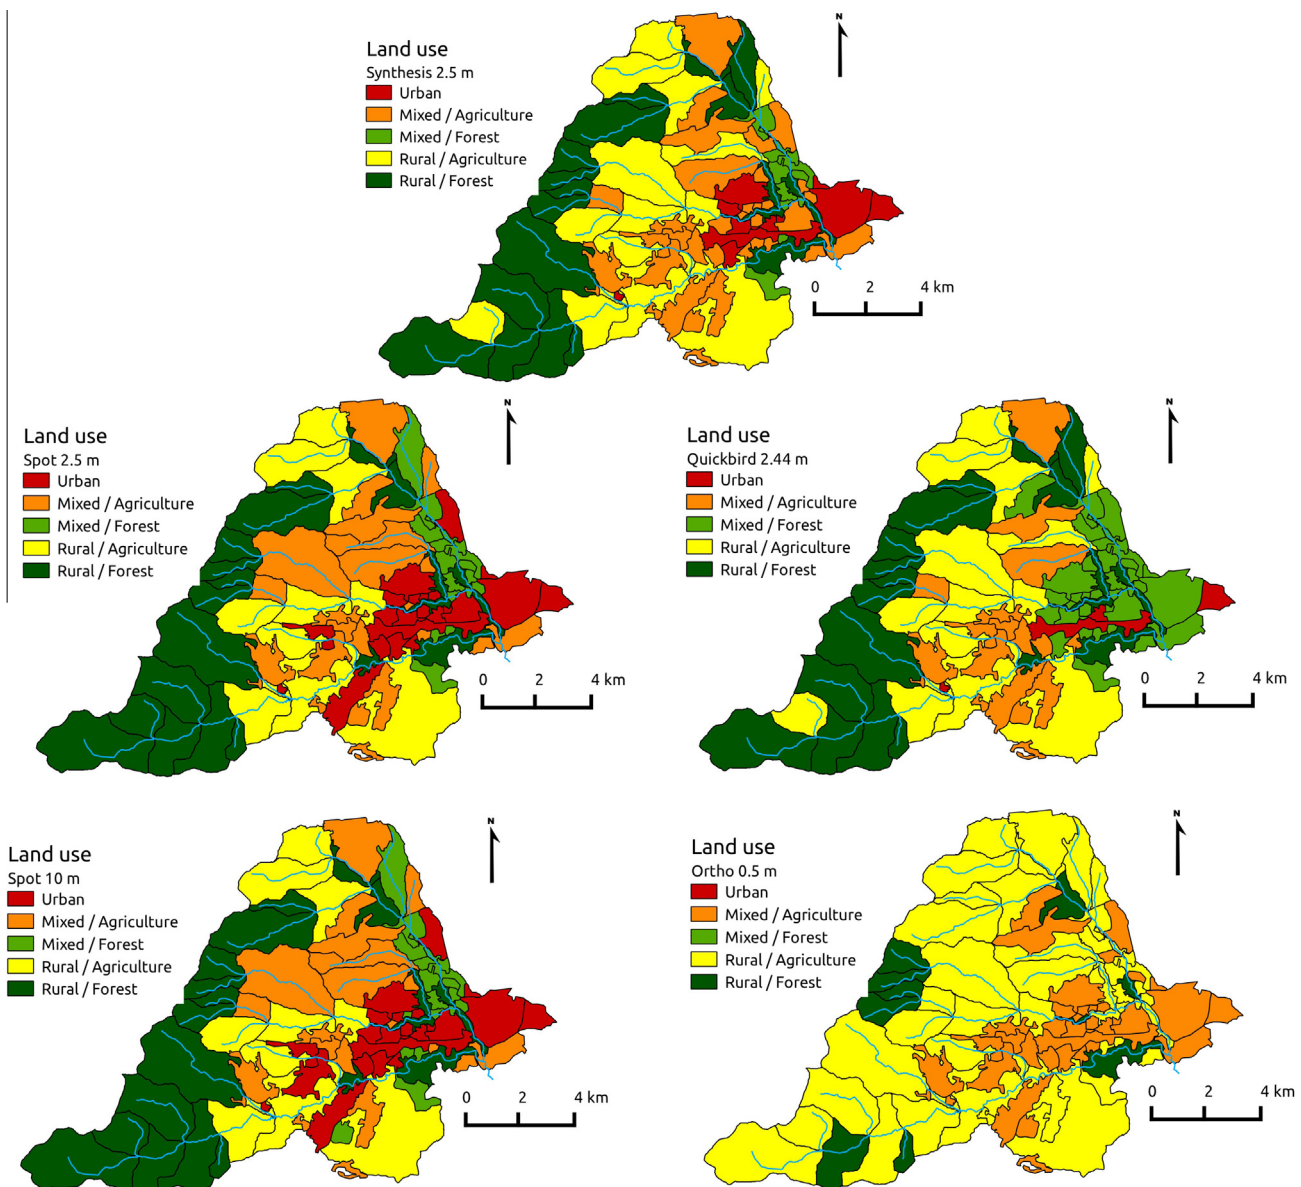 N
Land use
Synthesis 2.5 m
Urban
Mixed / Agriculture
Mixed / Forest
Rural / Agriculture
Rural / Forest
0 2 4 km
N
Land use
Spot 2.5 m
Urban
Mixed / Agriculture
Mixed / Forest
Rural / Agriculture
Rural / Forest
0 2 4 km
N
Land use
Quickbird 2.44 m
Urban
Mixed / Agriculture
Mixed / Forest
Rural / Agriculture
Rural / Forest
0 2 4 km
N
Land use
Spot 10 m
Urban
Mixed / Agriculture
Mixed / Forest
Rural / Agriculture
Rural / Forest
0 2 4 km
N
Land use
Ortho 0.5 m
Urban
Mixed / Agriculture
Mixed / Forest
Rural / Agriculture
Rural / Forest
0 2 4 km